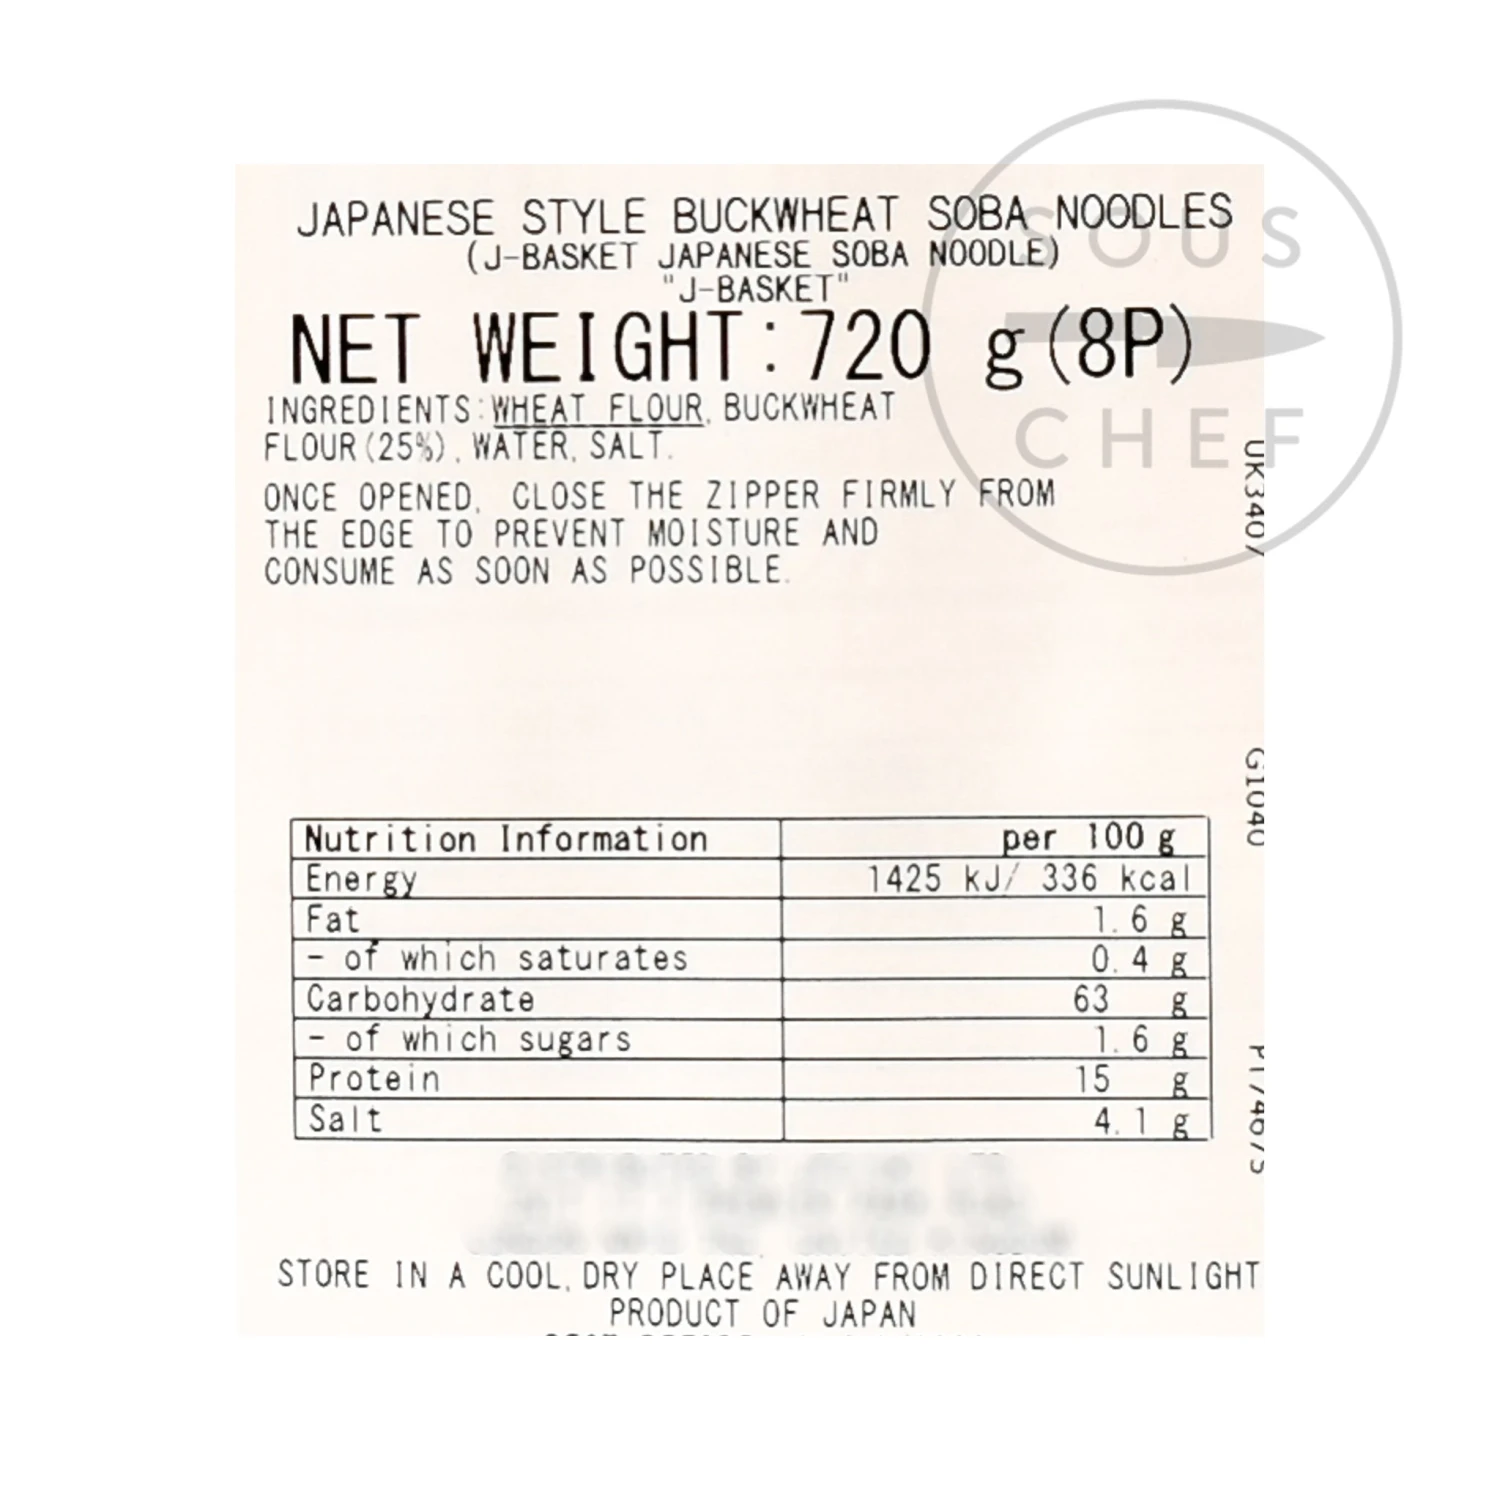 JAPANESE STYLE BUCKWHEAT SOBA NOODLES
(J-BASKET JAPANESE SOBA NOODLE)
"J-BASKET"
NET WEIGHT:720 g(8P)
INGREDIENTS:WHEAT FLOUR, BUCKWHEAT
FLOUR(25%), WATER, SALT.
ONCE OPENED, CLOSE THE ZIPPER FIRMLY FROM
THE EDGE TO PREVENT MOISTURE AND
CONSUME AS SOON AS POSSIBLE.
SOUS
CHEF
UK3407
G1040
Nutrition Information per 100 g
Energy 1425 kJ/ 336 kcal
Fat 1.6 g
- of which saturates 0.4 g
Carbohydrate 63 g
- of which sugars 1.6 g
Protein 15 g
Salt 4.1 g
STORE IN A COOL,DRY PLACE AWAY FROM DIRECT SUNLIGHT
PRODUCT OF JAPAN